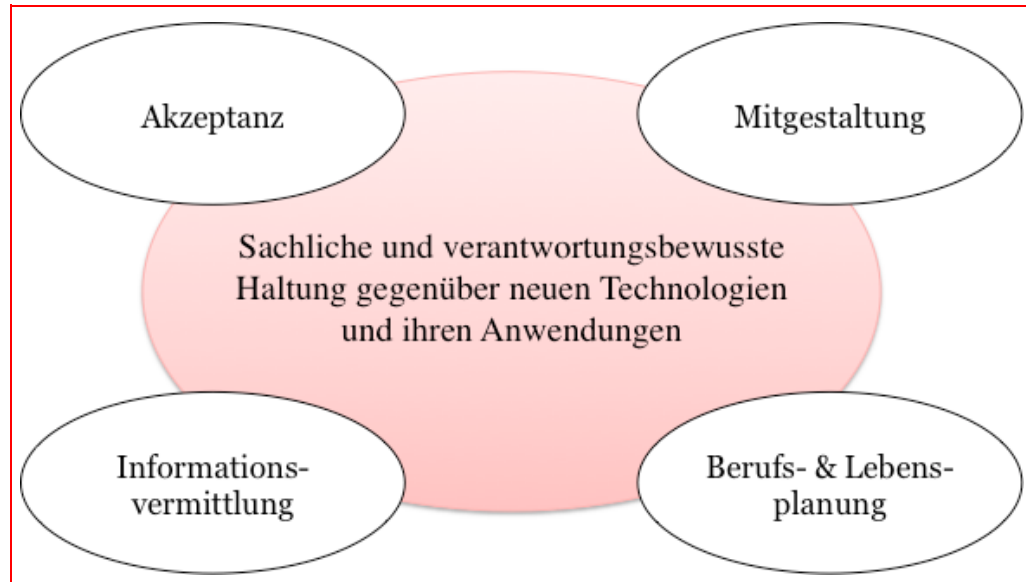 Akzeptanz
Mitgestaltung
Sachliche und verantwortungsbewusste
Haltung gegenüber neuen Technologien
und ihren Anwendungen
Informations-
vermittlung
Berufs- & Lebens-
planung